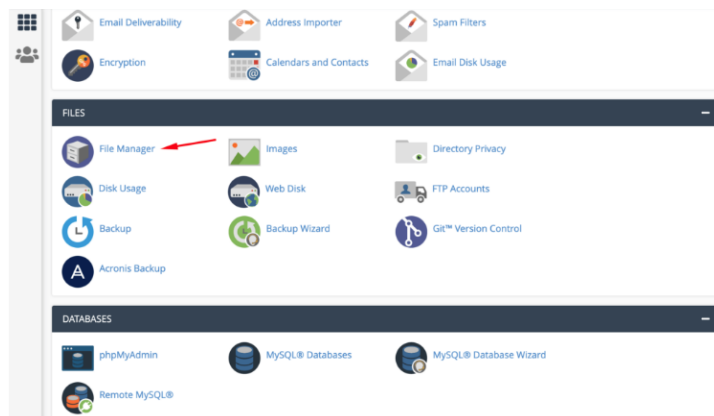 Email Deliverability
Address Importer
Spam Filters
Encryption
Calendars and Contacts
Email Disk Usage
FILES
File Manager
Images
Directory Privacy
Disk Usage
Web Disk
FTP Accounts
Backup
Backup Wizard
Git™ Version Control
Acronis Backup
DATABASES
phpMyAdmin
MySQL® Databases
MySQL® Database Wizard
Remote MySQL®